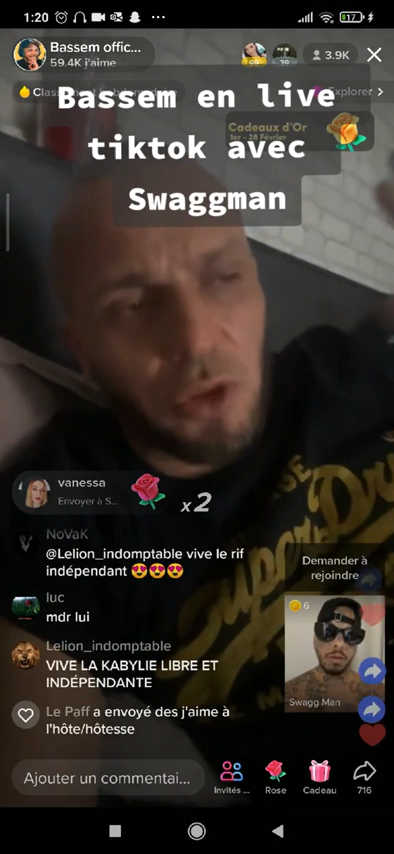 1:20
17
Bassem offic...
59.4K j'aime
3.9K
Explorer >
Bassem en live
tiktok avec
Swaggman
Cadeaux d'Or
1er - 28 Février
vanessa
Envoyer à S...
x2
NoVaK
@Lelion_indomptable vive le rif
indépendant 😍😍😍
luc
mdr lui
Lelion_indomptable
VIVE LA KABYLIE LIBRE ET
INDÉPENDANTE
Le Paff a envoyé des j'aime à
l'hôte/hôtesse
Demander à
rejoindre
6
Swagg Man
Ajouter un commentai...
Invités ...
Rose
Cadeau
716